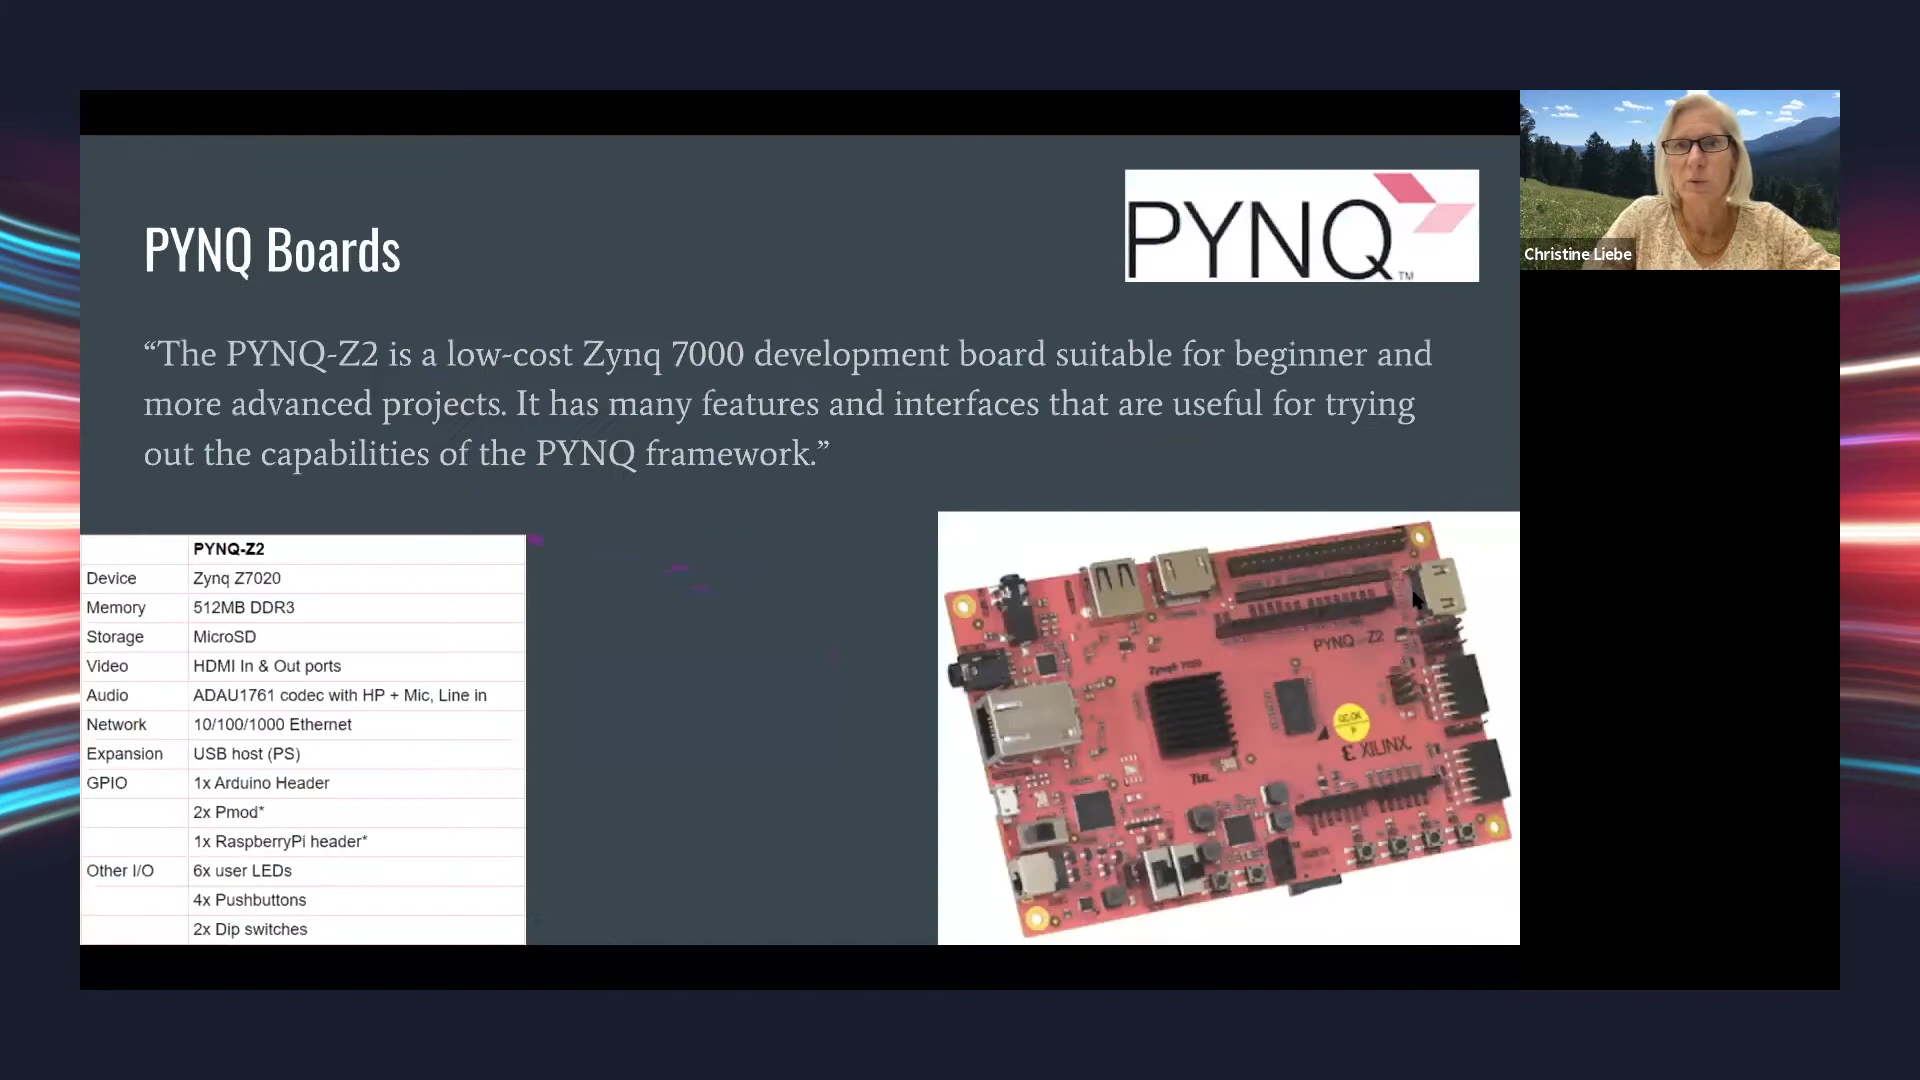 PYNQ
TM
PYNQ Boards
Christine Liebe
“The PYNQ-Z2 is a low-cost Zynq 7000 development board suitable for beginner and
more advanced projects. It has many features and interfaces that are useful for trying
out the capabilities of the PYNQ framework.”
PYNQ-Z2
Device Zynq Z7020
Memory 512MB DDR3
Storage MicroSD
Video HDMI In & Out ports
Audio ADAU1761 codec with HP + Mic, Line in
Network 10/100/1000 Ethernet
Expansion USB host (PS)
GPIO 1x Arduino Header
2x Pmod*
1x RaspberryPi header*
Other I/O 6x user LEDs
4x Pushbuttons
2x Dip switches
PYNQ-Z2
XILINX